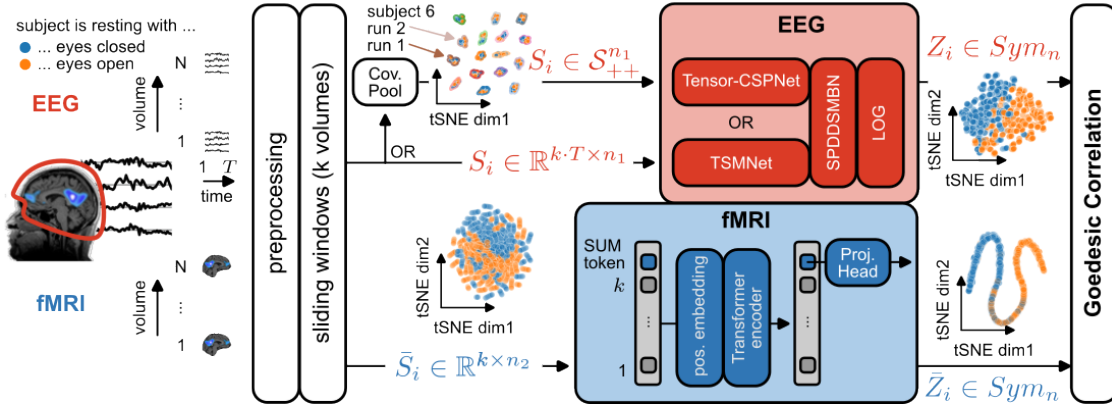 subject is resting with ...
... eyes closed
... eyes open
EEG
N
...
1
volume
1 T
time
fMRI
N
...
1
volume
preprocessing
sliding windows (k volumes)
subject 6
run 2
run 1
Cov.
Pool
tSNE dim1
OR
S_i ∈ 𝒮^{n_1}_{++}
S_i ∈ ℝ^{k·T×n_1}
tSNE dim2
tSNE dim1
S̄_i ∈ ℝ^{k×n_2}
EEG
Tensor-CSPNet
OR
TSMNet
SPDDSMBN
LOG
fMRI
SUM
token
k
...
1
pos. embedding
Transformer
encoder
...
Proj.
Head
Z_i ∈ Sym_n
tSNE dim2
tSNE dim1
tSNE dim2
tSNE dim1
Z̄_i ∈ Sym_n
Goedesic Correlation